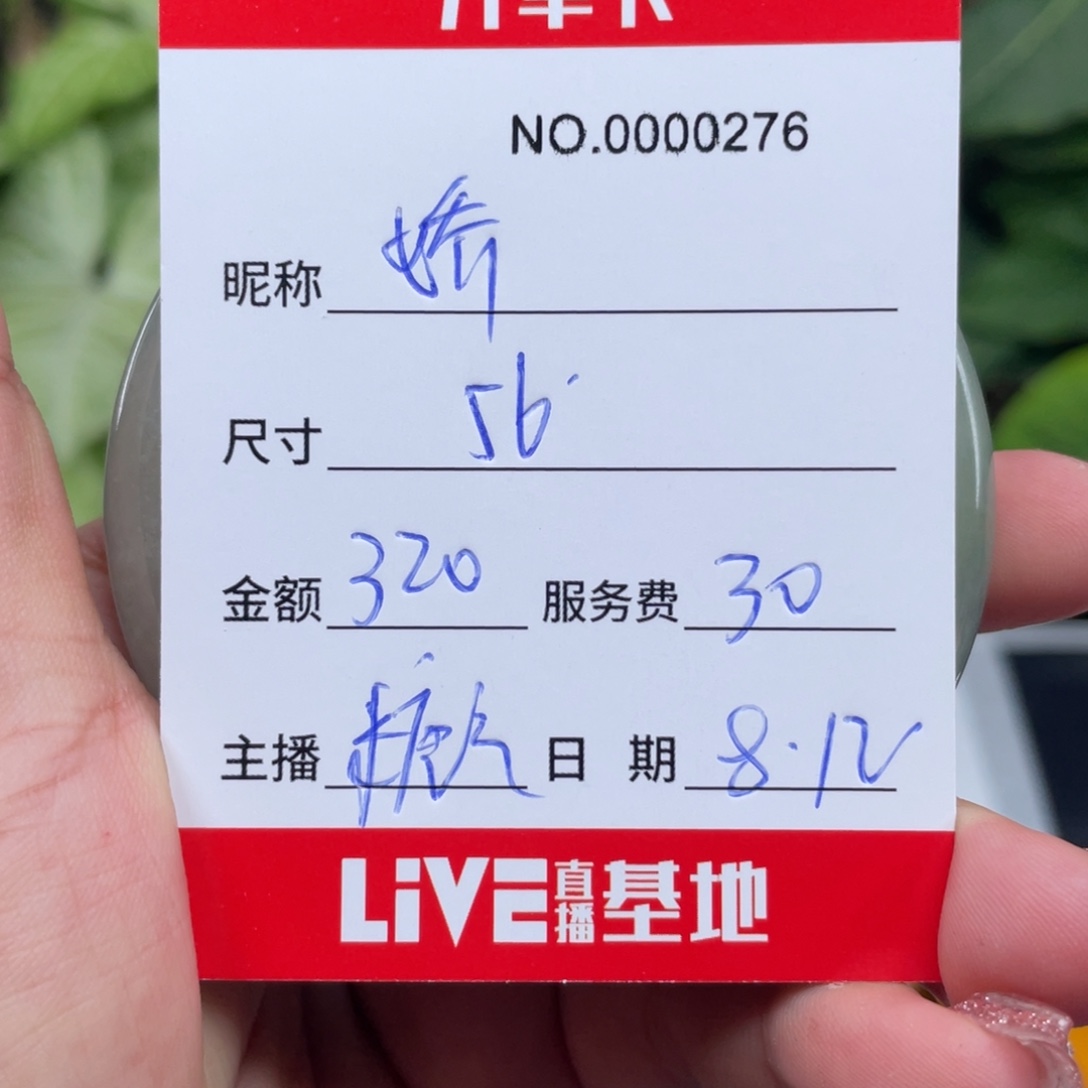 NO.0000276
昵称 娇
尺寸 56
金额 320 服务费 30
主播 日期 8.12
LiVE直播基地